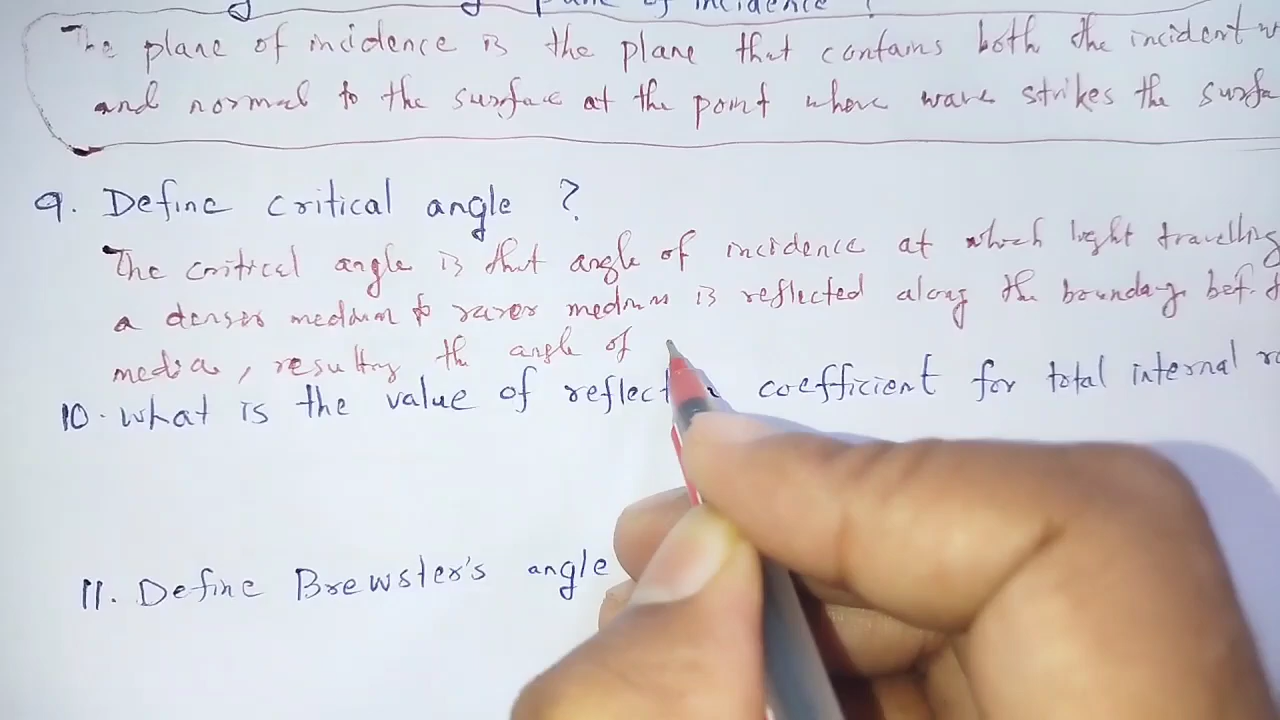 plane of incidence ?
The plane of incidence is the plane that contains both the incident w
and normal to the surface at the point where wave strikes the surfa
9. Define critical angle ?
The critical angle is that angle of incidence at which light travelling
a denser medium to rarer medium is reflected along the boundary bet.
media, resulting the angle of
10. What is the value of reflect coefficient for total internal r
11. Define Brewster's angle